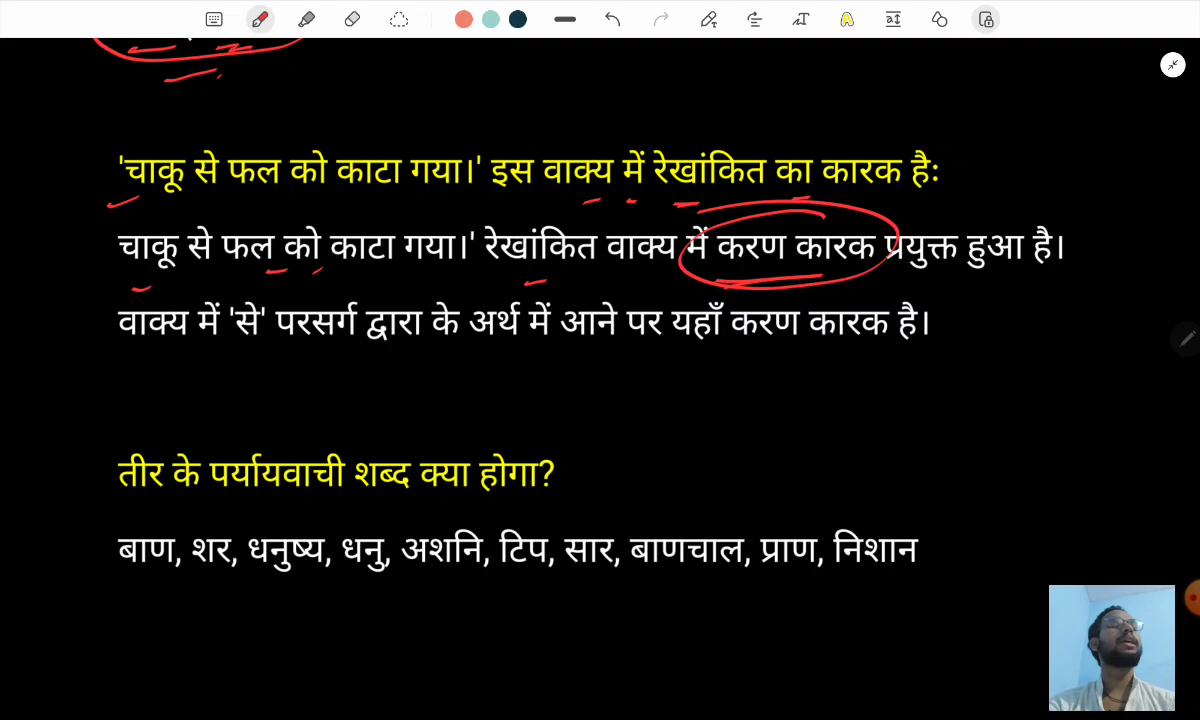 'चाकू से फल को काटा गया।' इस वाक्य में रेखांकित का कारक है:
चाकू से फल को काटा गया।' रेखांकित वाक्य में करण कारक प्रयुक्त हुआ है।
वाक्य में 'से' परसर्ग द्वारा के अर्थ में आने पर यहाँ करण कारक है।
तीर के पर्यायवाची शब्द क्या होगा?
बाण, शर, धनुष्य, धनु, अशनि, टिप, सार, बाणचाल, प्राण, निशान